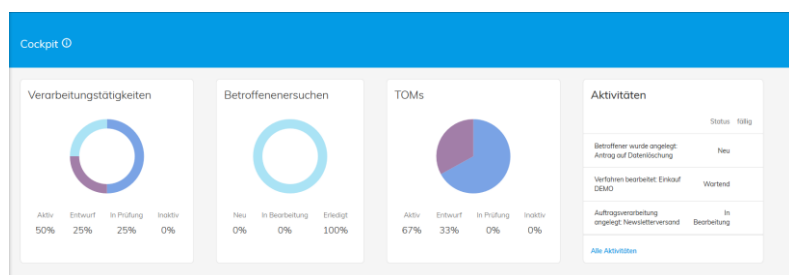 Cockpit
Verarbeitungstätigkeiten
Aktiv Entwurf In Prüfung Inaktiv
50% 25% 25% 0%
Betroffenenersuchen
Neu In Bearbeitung Erledigt
0% 0% 100%
TOMs
Aktiv Entwurf In Prüfung Inaktiv
67% 33% 0% 0%
Aktivitäten
Status fällig
Betroffener wurde angelegt: Neu
Antrag auf Datenlöschung
Verfahren bearbeitet: Einkauf Wartend
DEMO
Auftragsverarbeitung In
angelegt: Newsletterversand Bearbeitung
Alle Aktivitäten